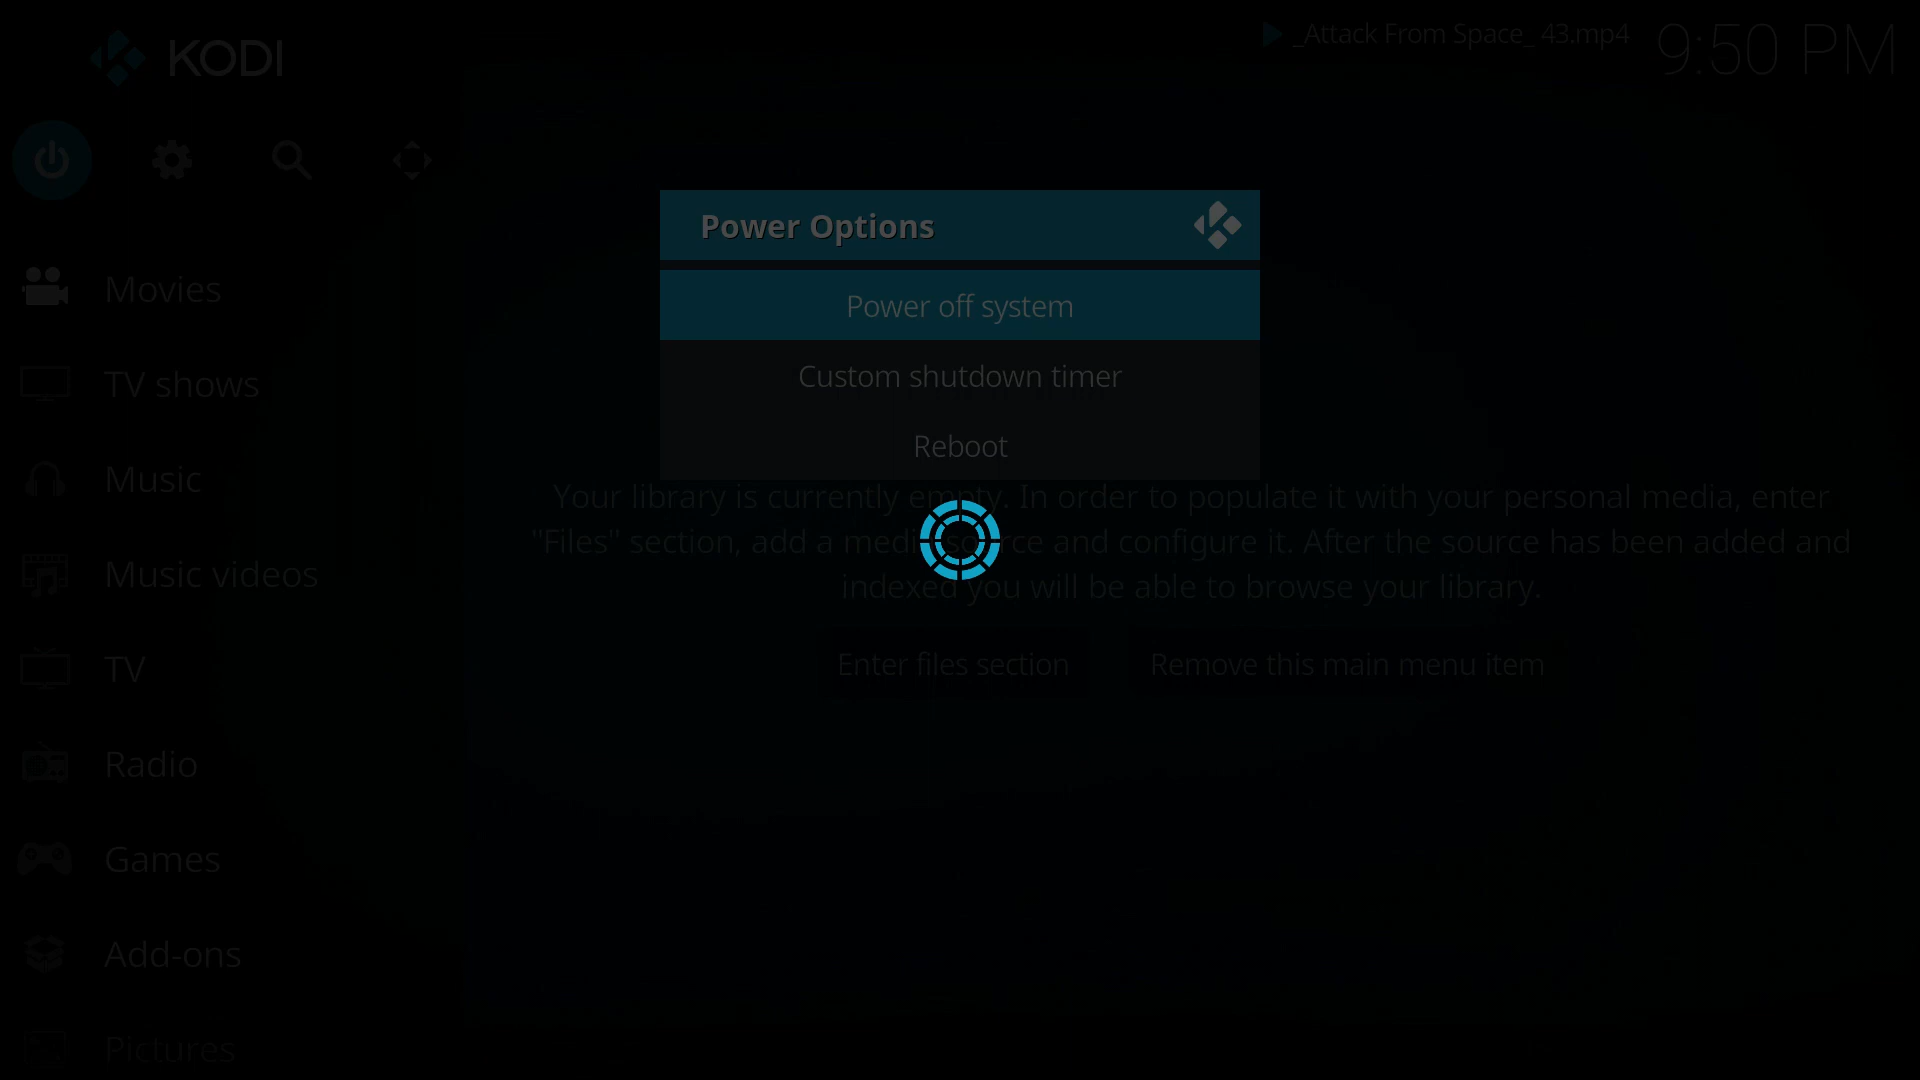 KODI
_Attack From Space_ 43.mp4
9:50 PM
Power Options
Power off system
Custom shutdown timer
Reboot
Movies
TV shows
Music
Music videos
TV
Radio
Games
Add-ons
Pictures
Your library is currently empty. In order to populate it with your personal media, enter
"Files" section, add a media source and configure it. After the source has been added and
indexed you will be able to browse your library.
Enter files section
Remove this main menu item